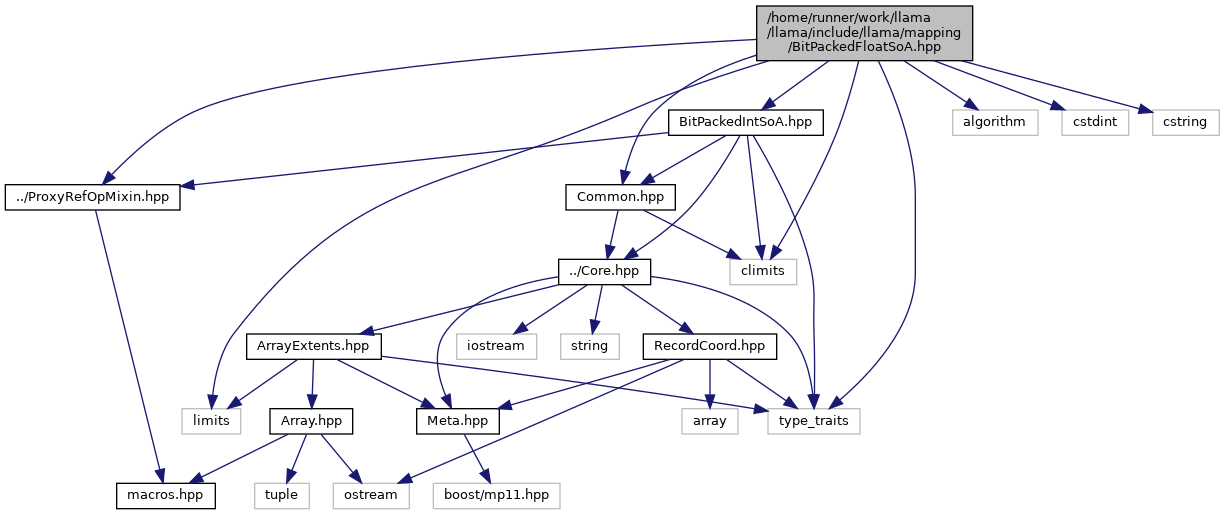 /home/runner/work/llama
/llama/include/llama/mapping
/BitPackedFloatSoA.hpp
BitPackedIntSoA.hpp
algorithm
cstdint
cstring
../ProxyRefOpMixin.hpp
Common.hpp
../Core.hpp
climits
ArrayExtents.hpp
iostream
string
RecordCoord.hpp
limits
Array.hpp
Meta.hpp
array
type_traits
macros.hpp
tuple
ostream
boost/mp11.hpp